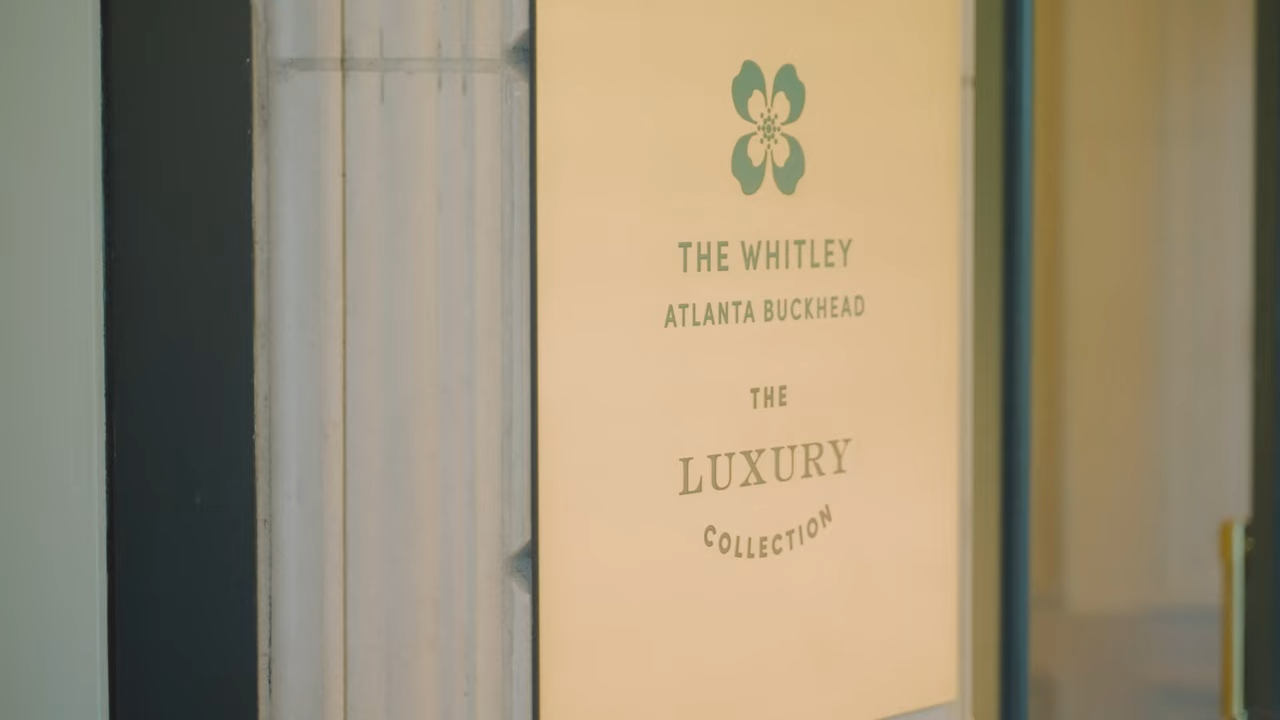 THE WHITLEY
ATLANTA BUCKHEAD
THE
LUXURY
COLLECTION